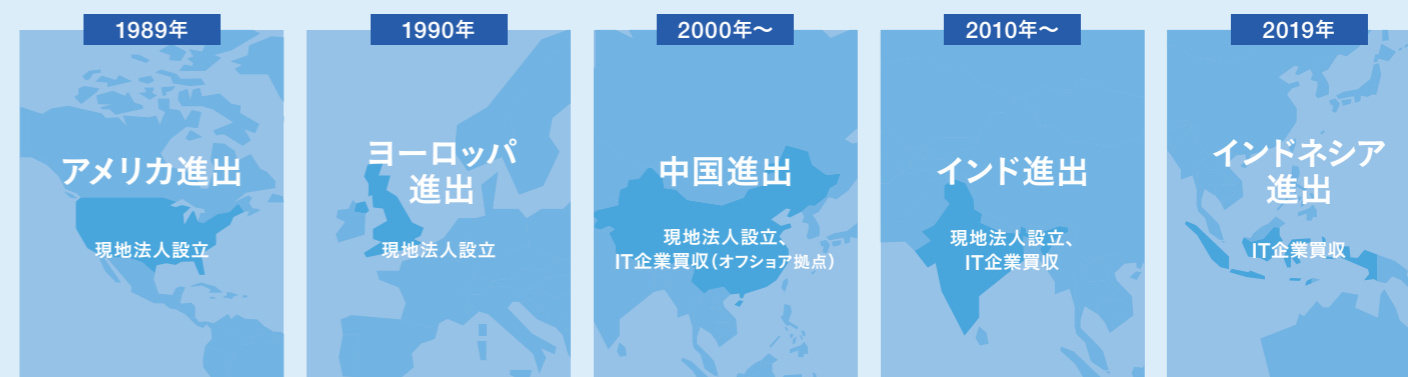 1989年
アメリカ進出
現地法人設立
1990年
ヨーロッパ
進出
現地法人設立
2000年〜
中国進出
現地法人設立、
IT企業買収(オフショア拠点)
2010年〜
インド進出
現地法人設立、
IT企業買収
2019年
インドネシア
進出
IT企業買収